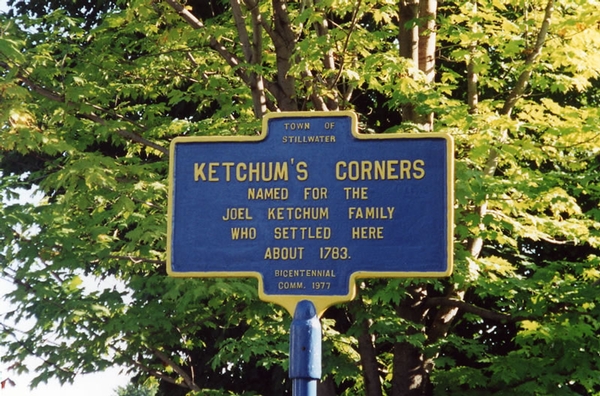 TOWN OF
STILLWATER
KETCHUM'S CORNERS
NAMED FOR THE
JOEL KETCHUM FAMILY
WHO SETTLED HERE
ABOUT 1783.
BICENTENNIAL
COMM. 1977